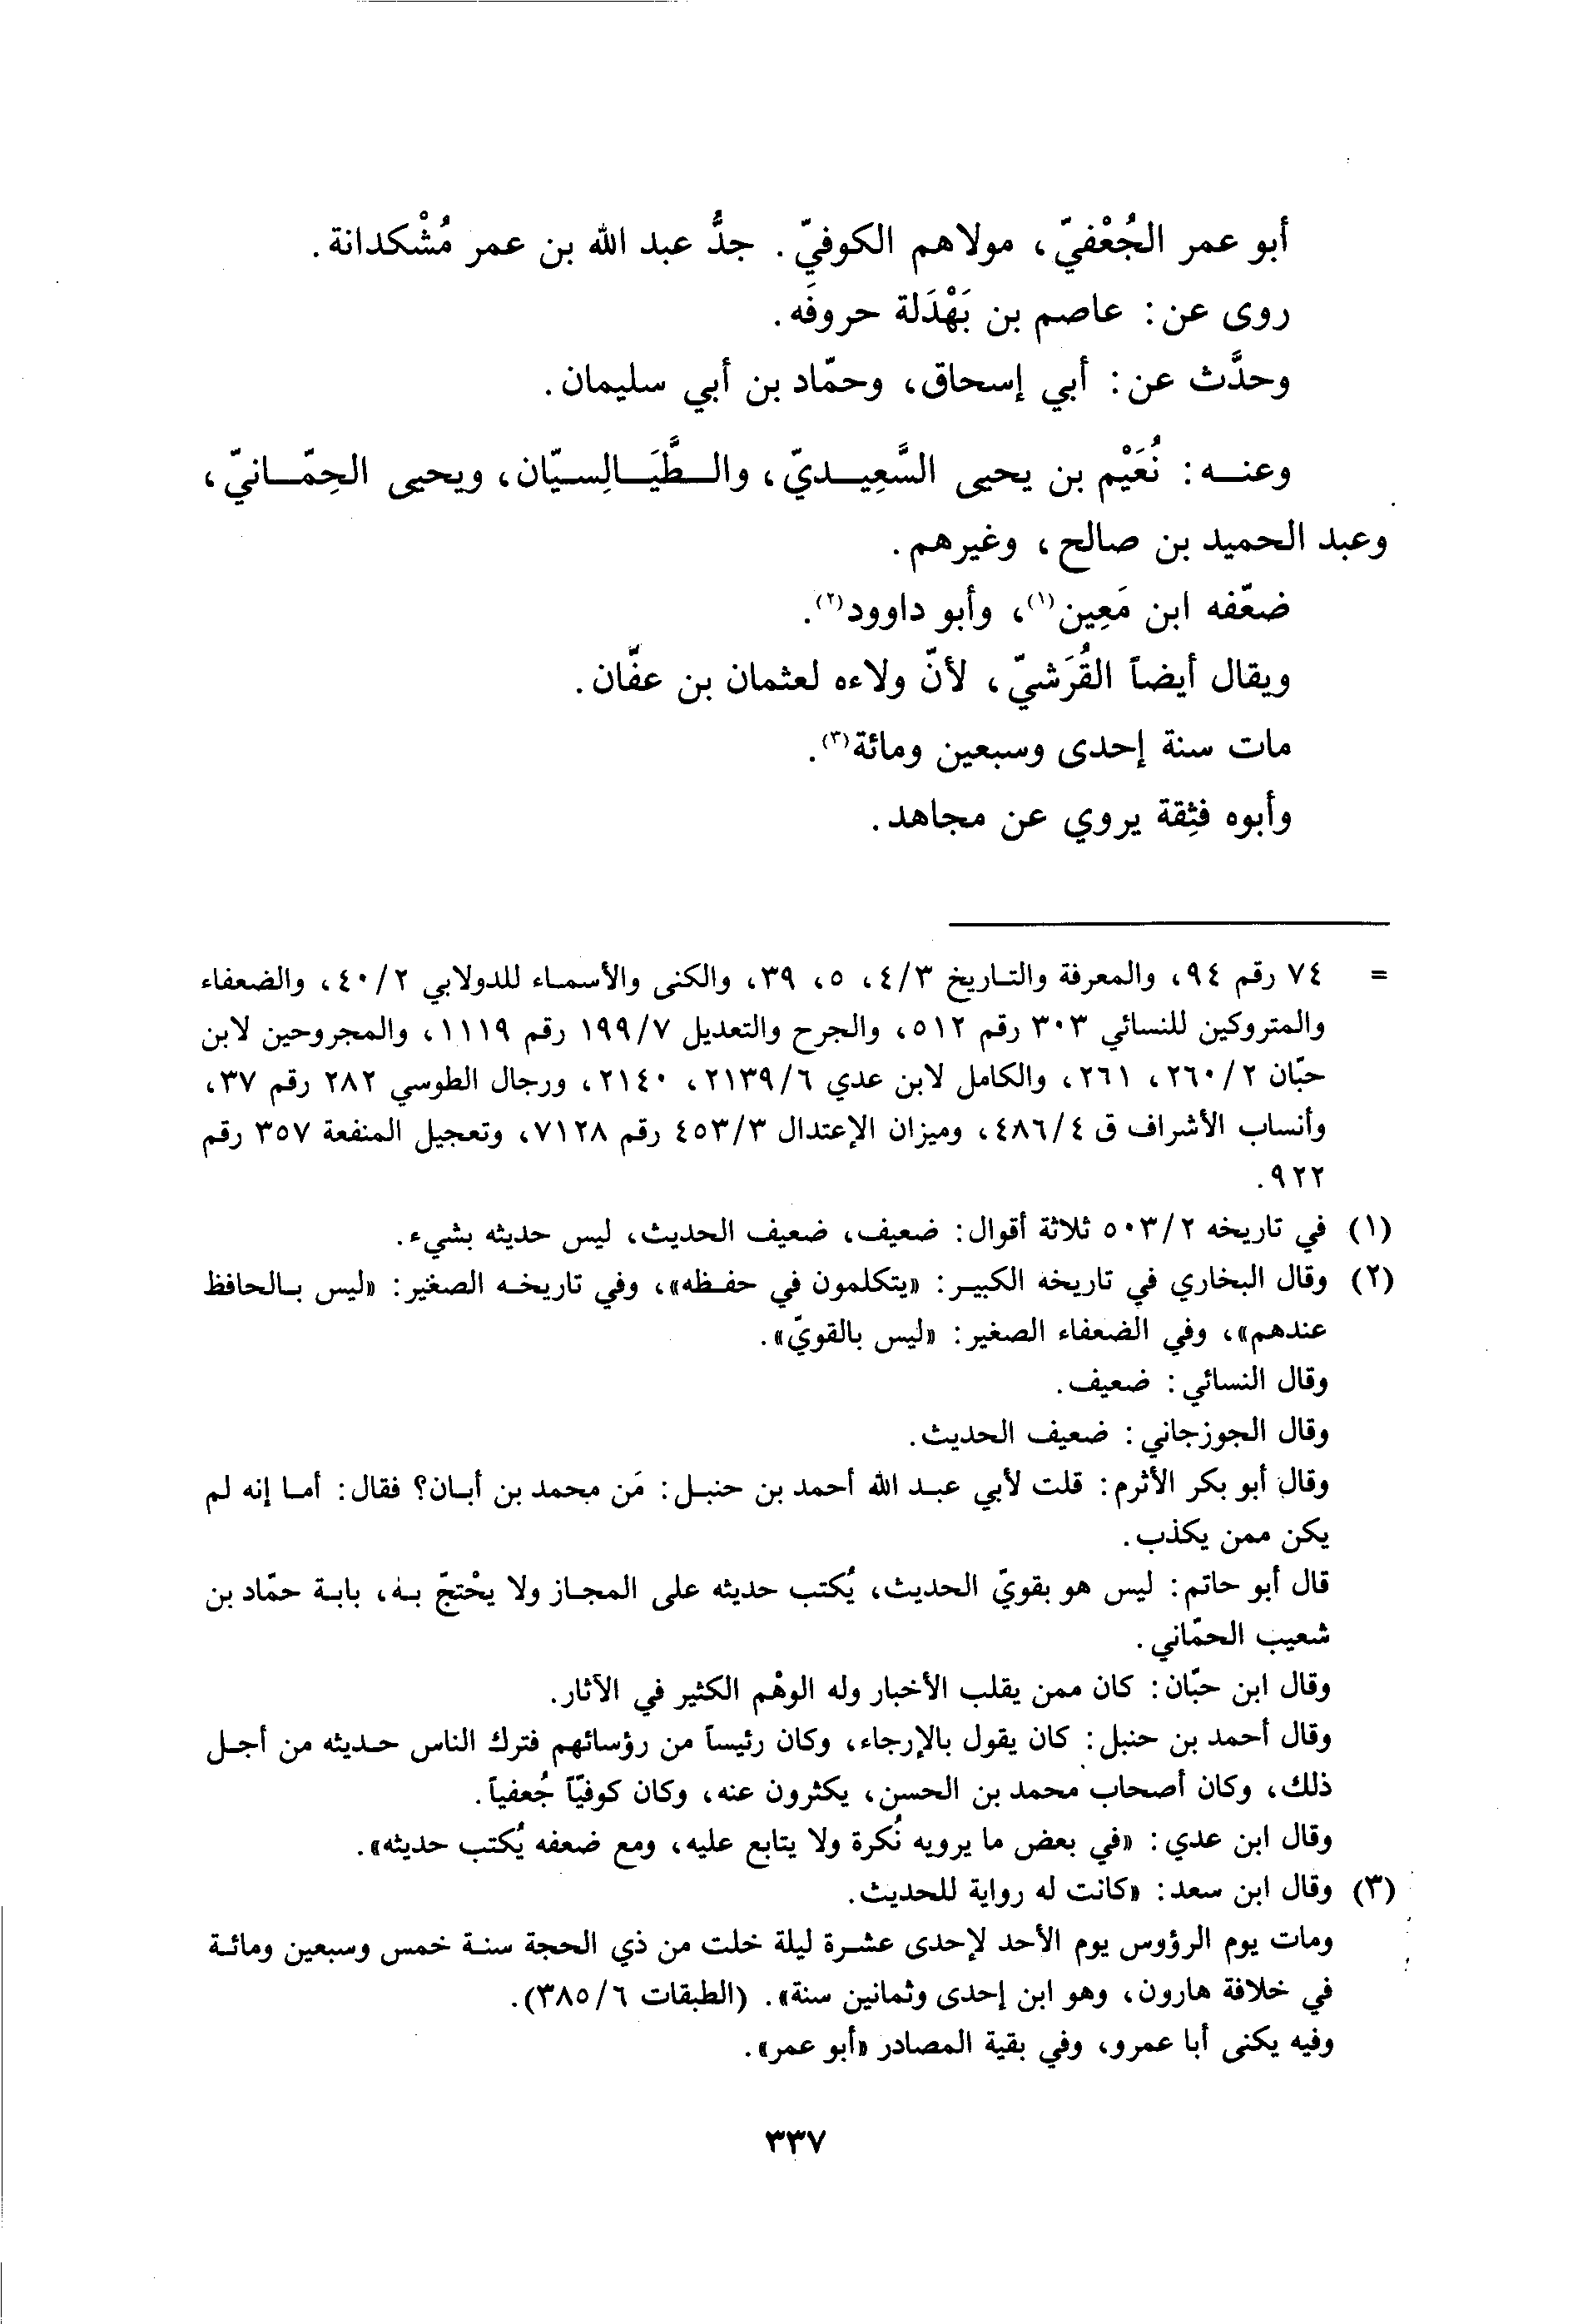 أبو عمر الجُعْفيّ، مولاهم الكوفيّ. جدُّ عبد الله بن عمر مُشْكدانة.
روى عن: عاصم بن بَهْدَلة حروفَه.
وحدَّث عن: أبي إسحاق، وحمّاد بن أبي سليمان.
وعنه: نُعَيْم بن يحيى السَّعِيديّ، والطَّيَالِسيّان، ويحيى الحِمّانيّ،
وعبد الحميد بن صالح، وغيرهم.
ضعّفه ابن مَعِين(١)، وأبو داوود(٢).
ويقال أيضاً القُرَشيّ، لأنّ ولاءه لعثمان بن عفّان.
مات سنة إحدى وسبعين ومائة(٣).
وأبوه فثِقة يروي عن مجاهد.
= ٧٤ رقم ٩٤، والمعرفة والتاريخ ٣/٤، ٥، ٣٩، والكنى والأسماء للدولابي ٢/٤٠، والضعفاء
والمتروكين للنسائي ٣٠٣ رقم ٥١٢، والجرح والتعديل ٧/١٩٩ رقم ١١١٩، والمجروحين لابن
حبّان ٢/٢٦٠، ٢٦١، والكامل لابن عدي ٦/٢١٣٩، ٢١٤٠، ورجال الطوسي ٢٨٢ رقم ٣٧،
وأنساب الأشراف ق ٤/٤٨٦، وميزان الإعتدال ٣/٤٥٣ رقم ٧١٢٨، وتعجيل المنفعة ٣٥٧ رقم
٩٢٢.
(١) في تاريخه ٢/٥٠٣ ثلاثة أقوال: ضعيف، ضعيف الحديث، ليس حديثه بشيء.
(٢) وقال البخاري في تاريخه الكبير: «يتكلمون في حفظه»، وفي تاريخه الصغير: «ليس بالحافظ
عندهم»، وفي الضعفاء الصغير: «ليس بالقويّ».
وقال النسائي: ضعيف.
وقال الجوزجاني: ضعيف الحديث.
وقال أبو بكر الأثرم: قلت لأبي عبد الله أحمد بن حنبل: مَن محمد بن أبان؟ فقال: أما إنه لم
يكن ممن يكذب.
قال أبو حاتم: ليس هو بقويّ الحديث، يُكتب حديثه على المجاز ولا يحْتجّ به، بابة حمّاد بن
شعيب الحمّاني.
وقال ابن حبّان: كان ممن يقلب الأخبار وله الوهْم الكثير في الآثار.
وقال أحمد بن حنبل: كان يقول بالإرجاء، وكان رئيساً من رؤسائهم فترك الناس حديثه من أجل
ذلك، وكان أصحاب محمد بن الحسن، يكثرون عنه، وكان كوفيّاً جُعفياً.
وقال ابن عدي: «في بعض ما يرويه نُكرة ولا يتابع عليه، ومع ضعفه يُكتب حديثه».
(٣) وقال ابن سعد: «كانت له رواية للحديث.
ومات يوم الرؤوس يوم الأحد لإحدى عشرة ليلة خلت من ذي الحجة سنة خمس وسبعين ومائة
في خلافة هارون، وهو ابن إحدى وثمانين سنة». (الطبقات ٦/٣٨٥).
وفيه يكنى أبا عمرو، وفي بقية المصادر «أبو عمر».
٣٣٧